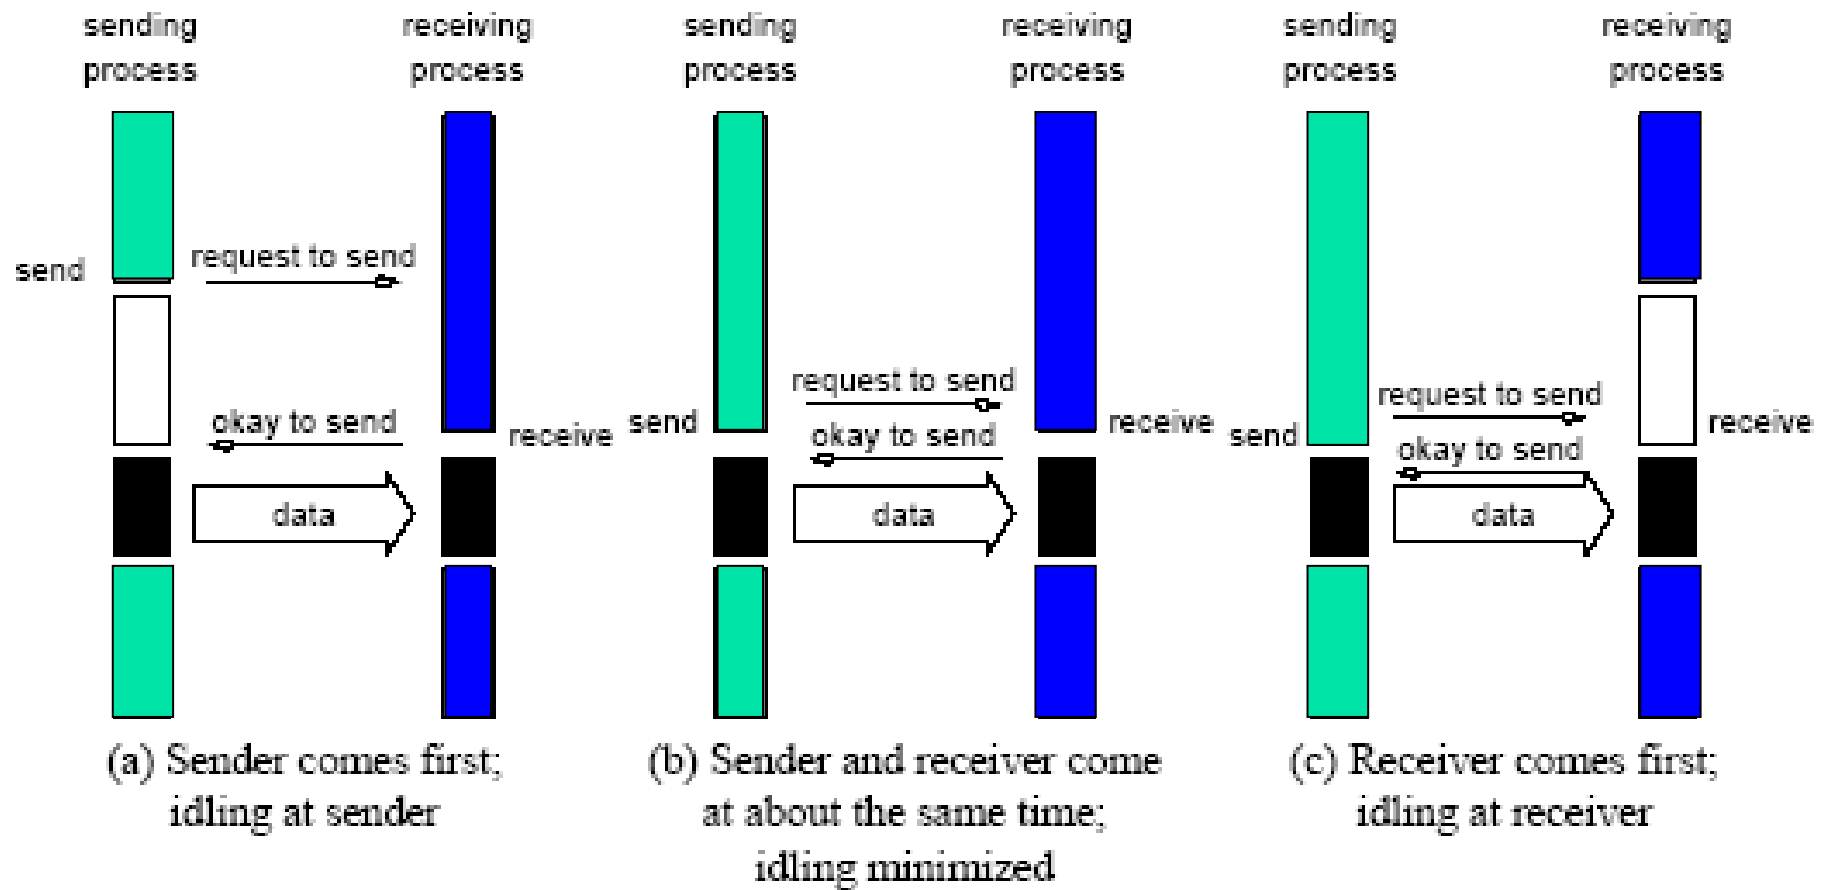 sending process
receiving process
sending process
receiving process
sending process
receiving process
send
request to send
okay to send
receive
data
send
request to send
okay to send
receive
data
send
request to send
okay to send
receive
data
(a) Sender comes first;
idling at sender
(b) Sender and receiver come
at about the same time;
idling minimized
(c) Receiver comes first;
idling at receiver